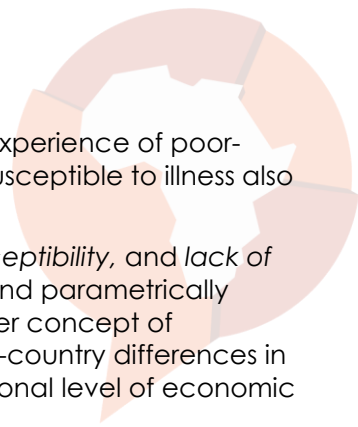 xperience of poor-
usceptible to illness also
eptibility, and lack of
nd parametrically
er concept of
-country differences in
onal level of economic